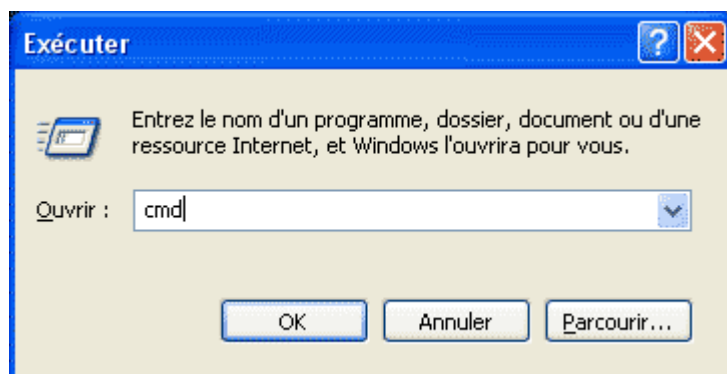 Exécuter
Entrez le nom d'un programme, dossier, document ou d'une
ressource Internet, et Windows l'ouvrira pour vous.
Ouvrir : cmd
OK Annuler Parcourir...